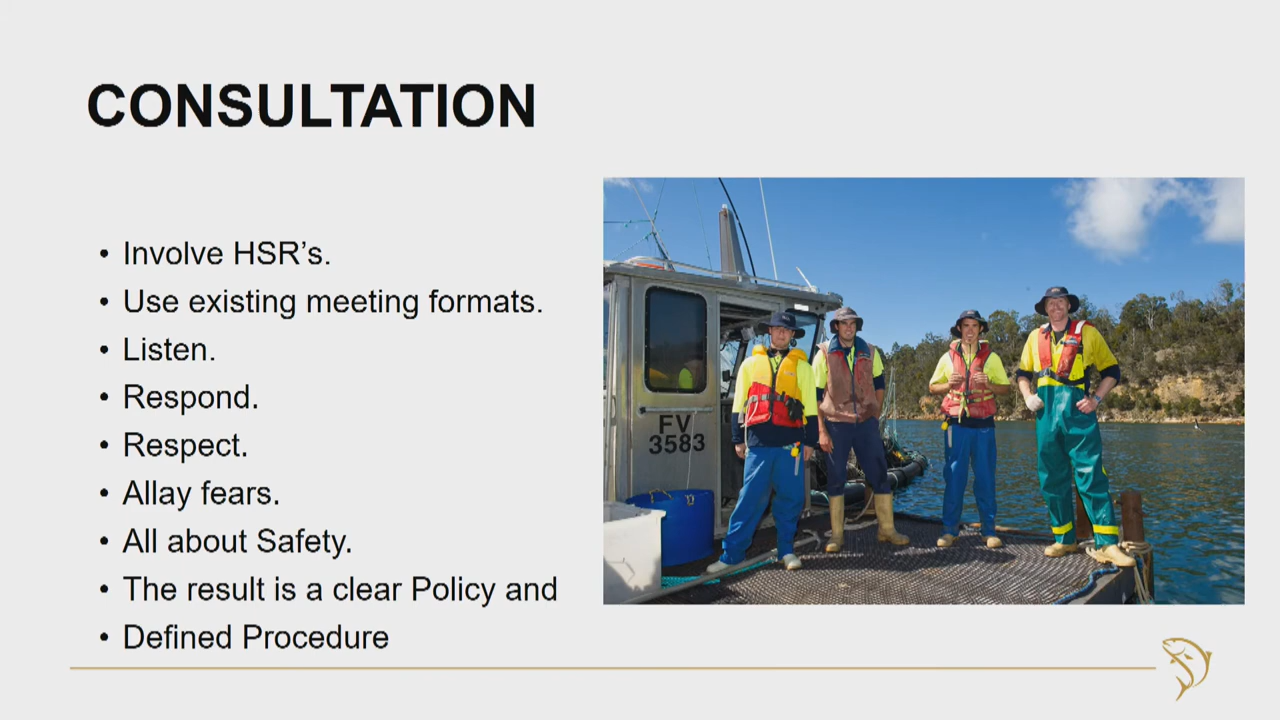 CONSULTATION
• Involve HSR’s.
• Use existing meeting formats.
• Listen.
• Respond.
• Respect.
• Allay fears.
• All about Safety.
• The result is a clear Policy and
• Defined Procedure
FV
3583